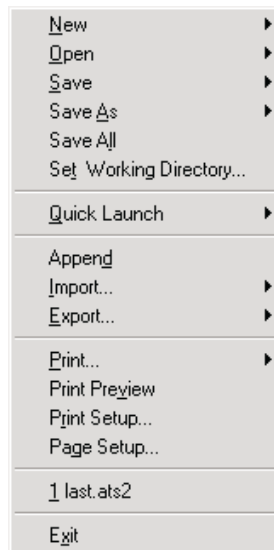 New
Open
Save
Save As
Save All
Set Working Directory...
Quick Launch
Append
Import...
Export...
Print...
Print Preview
Print Setup...
Page Setup...
1 last.ats2
Exit